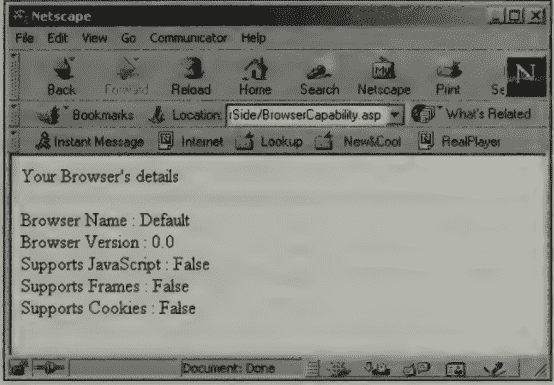 Netscape
File Edit View Go Communicator Help
Back Forward Reload Home Search Netscape Print Se
Bookmarks Location: rSide/BrowserCapability.asp What's Related
Instant Message Internet Lookup New&Cool RealPlayer
Your Browser's details
Browser Name : Default
Browser Version : 0.0
Supports JavaScript : False
Supports Frames : False
Supports Cookies : False
Document: Done